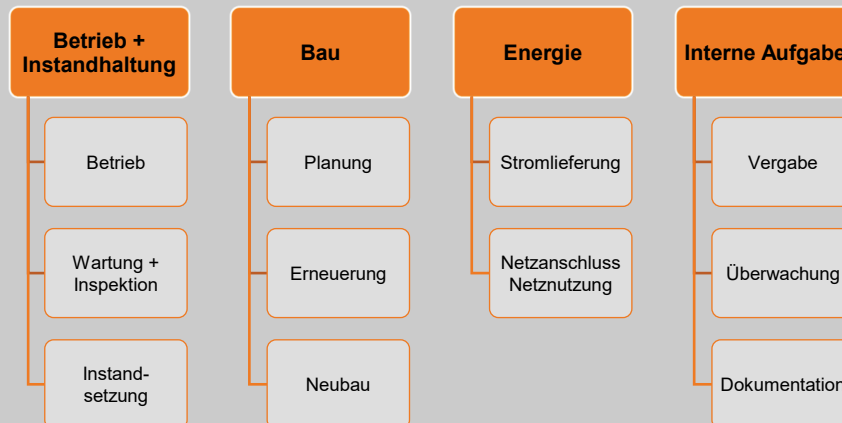 Betrieb +
Instandhaltung
Betrieb
Wartung +
Inspektion
Instand-
setzung
Bau
Planung
Erneuerung
Neubau
Energie
Stromlieferung
Netzanschluss
Netznutzung
Interne Aufgabe
Vergabe
Überwachung
Dokumentation